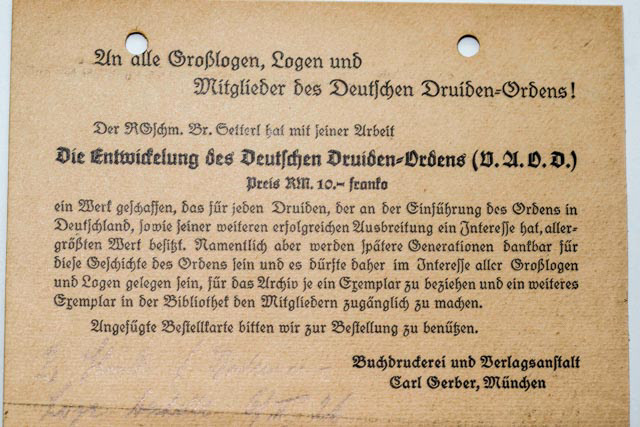 An alle Großlogen, Logen und
Mitglieder des Deutschen Druiden-Ordens!
Der RGschm. Br. Seiferl hat mit seiner Arbeit
Die Entwickelung des Deutschen Druiden-Ordens (V. A. O. D.)
Preis RM. 10.– franko
ein Werk geschaffen, das für jeden Druiden, der an der Einführung des Ordens in
Deutschland, sowie seiner weiteren erfolgreichen Ausbreitung ein Interesse hat, aller-
größten Wert besitzt. Namentlich aber werden spätere Generationen dankbar für
diese Geschichte des Ordens sein und es dürfte daher im Interesse aller Großlogen
und Logen gelegen sein, für das Archiv je ein Exemplar zu beziehen und ein weiteres
Exemplar in der Bibliothek den Mitgliedern zugänglich zu machen.
Angefügte Bestellkarte bitten wir zur Bestellung zu benützen.
Buchdruckerei und Verlagsanstalt
Carl Gerber, München